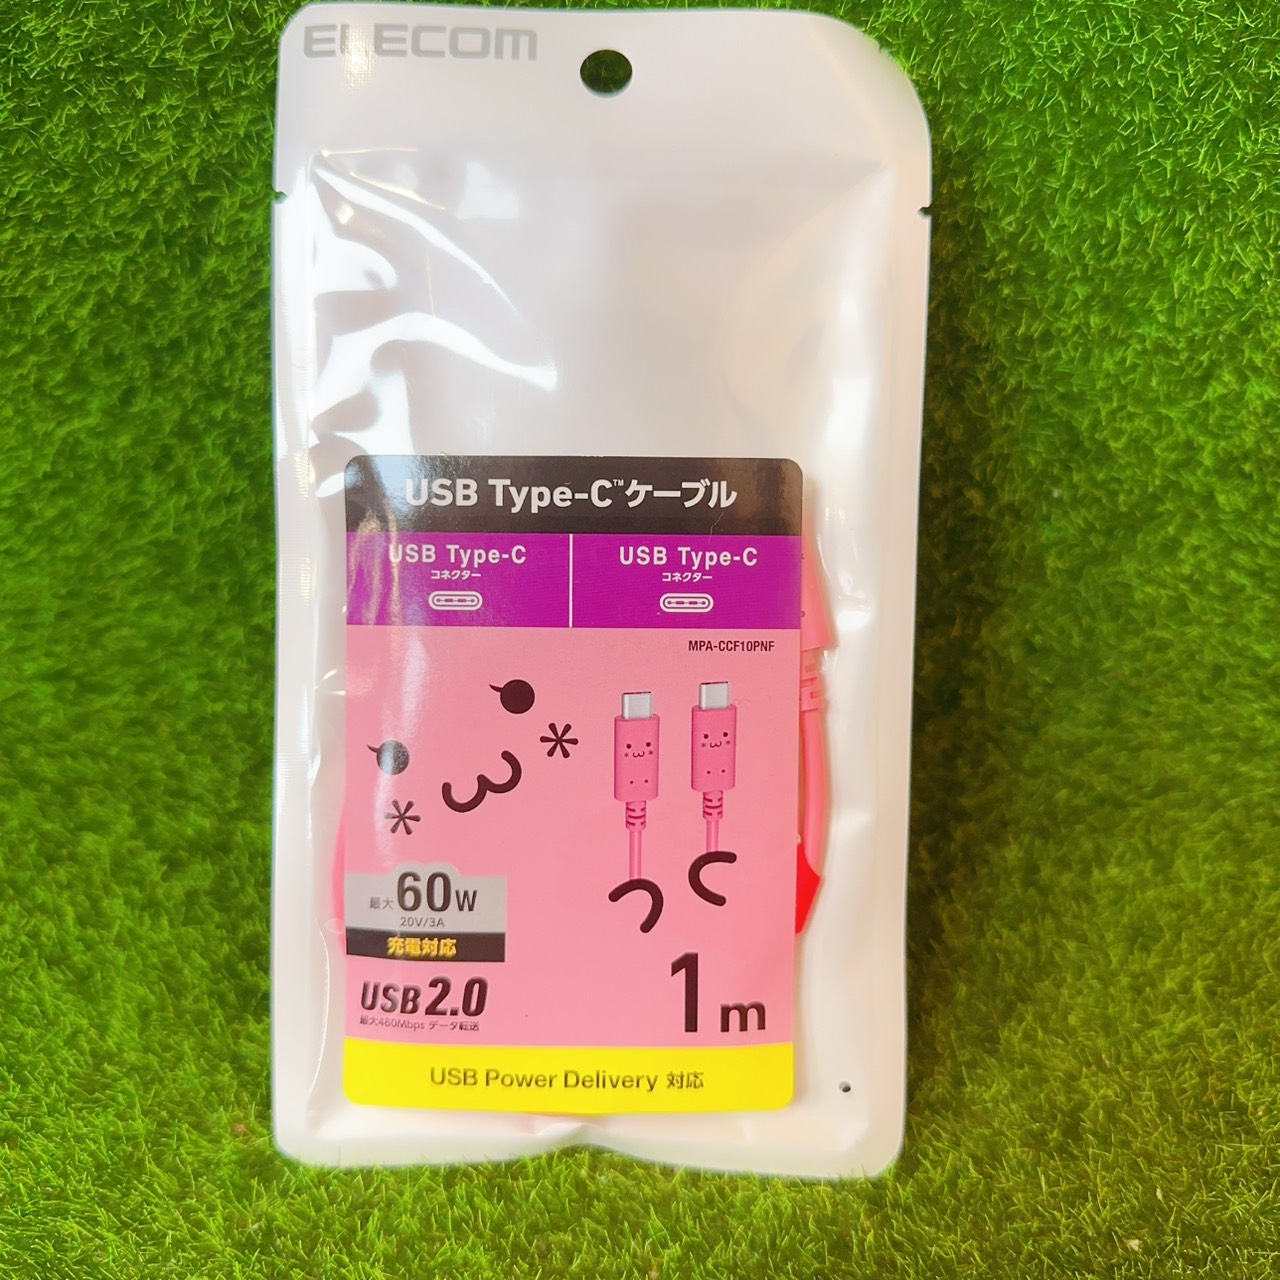 ELECOM
USB Type-C™ケーブル
USB Type-C
コネクター
USB Type-C
コネクター
MPA-CCF10PNF
最大60W
20V/3A
充電対応
USB2.0
最大480Mbps データ転送
1m
USB Power Delivery 対応